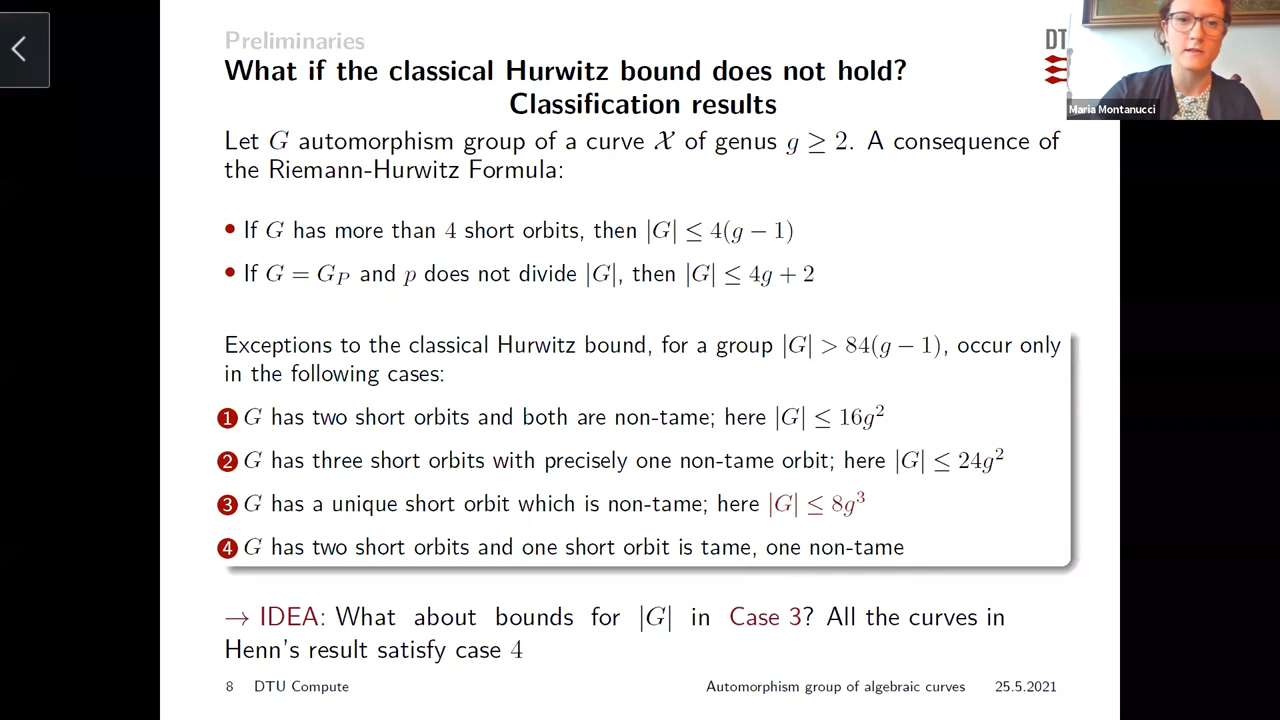 Preliminaries
What if the classical Hurwitz bound does not hold?
Classification results
DT
Maria Montanucci
Let G automorphism group of a curve 𝒳 of genus g ≥ 2. A consequence of
the Riemann-Hurwitz Formula:
• If G has more than 4 short orbits, then |G| ≤ 4(g − 1)
• If G = G_P and p does not divide |G|, then |G| ≤ 4g + 2
Exceptions to the classical Hurwitz bound, for a group |G| > 84(g − 1), occur only
in the following cases:
1 G has two short orbits and both are non-tame; here |G| ≤ 16g²
2 G has three short orbits with precisely one non-tame orbit; here |G| ≤ 24g²
3 G has a unique short orbit which is non-tame; here |G| ≤ 8g³
4 G has two short orbits and one short orbit is tame, one non-tame
→ IDEA: What about bounds for |G| in Case 3? All the curves in
Henn's result satisfy case 4
8 DTU Compute Automorphism group of algebraic curves 25.5.2021